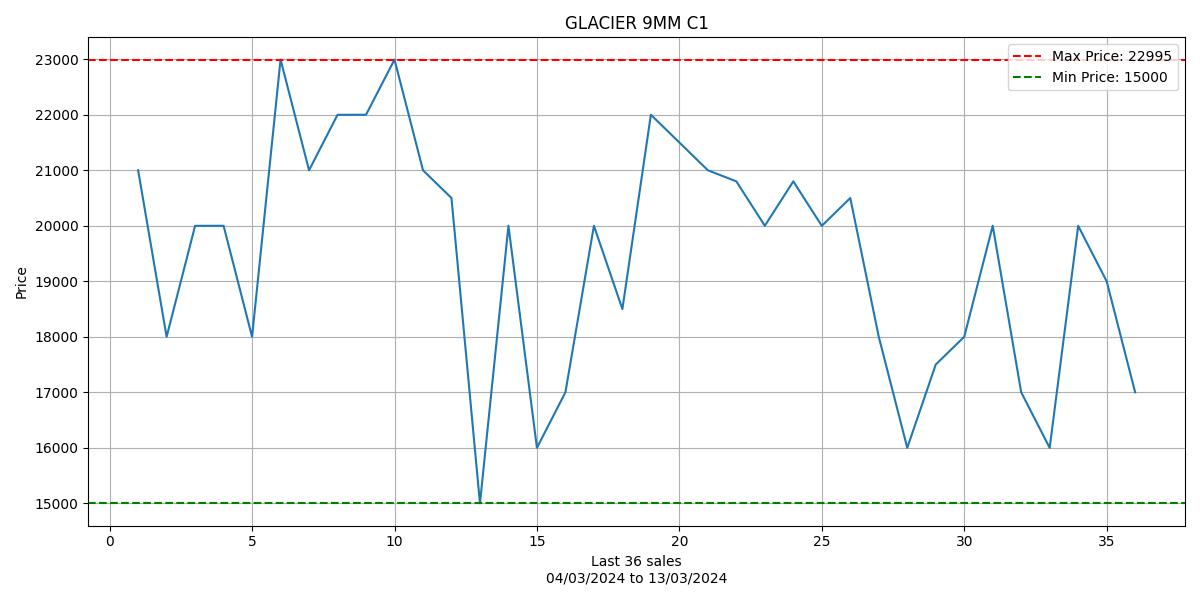 GLACIER 9MM C1
Max Price: 22995
Min Price: 15000
Price
23000
22000
21000
20000
19000
18000
17000
16000
15000
0 5 10 15 20 25 30 35
Last 36 sales
04/03/2024 to 13/03/2024